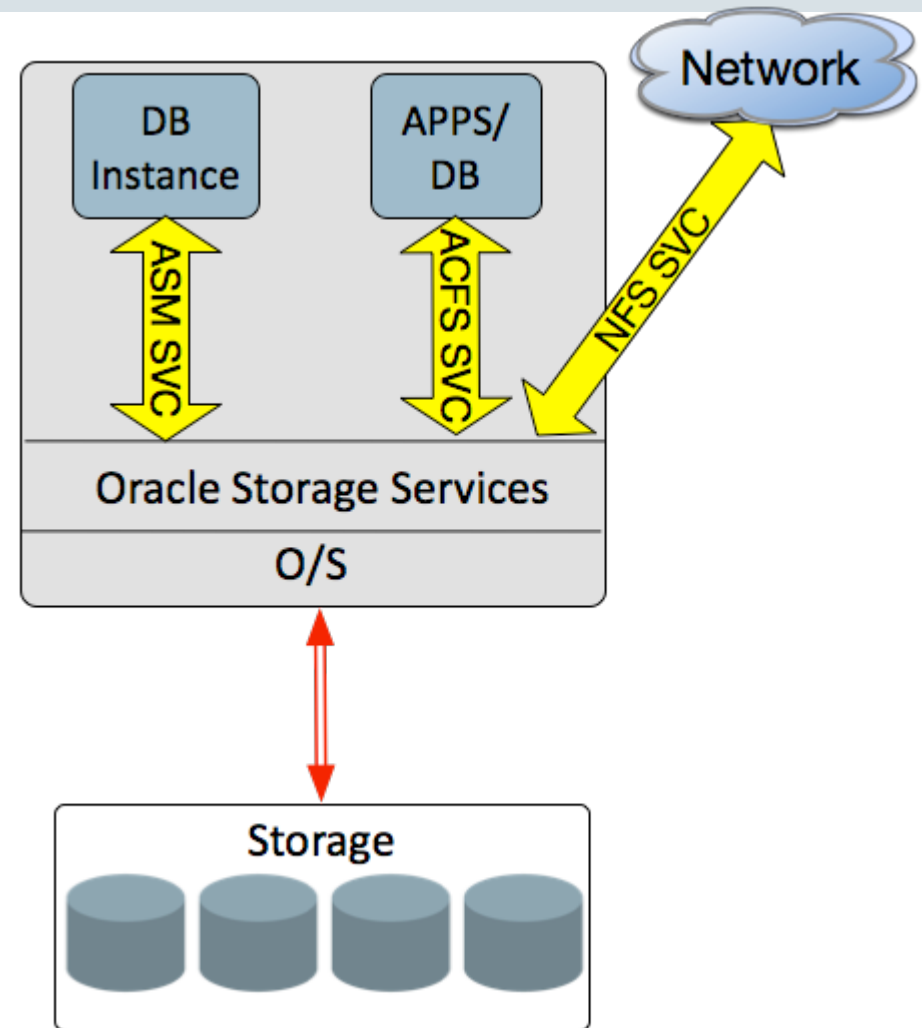 Network
DB
Instance
APPS/
DB
ASM SVC
ACFS SVC
NFS SVC
Oracle Storage Services
O/S
Storage